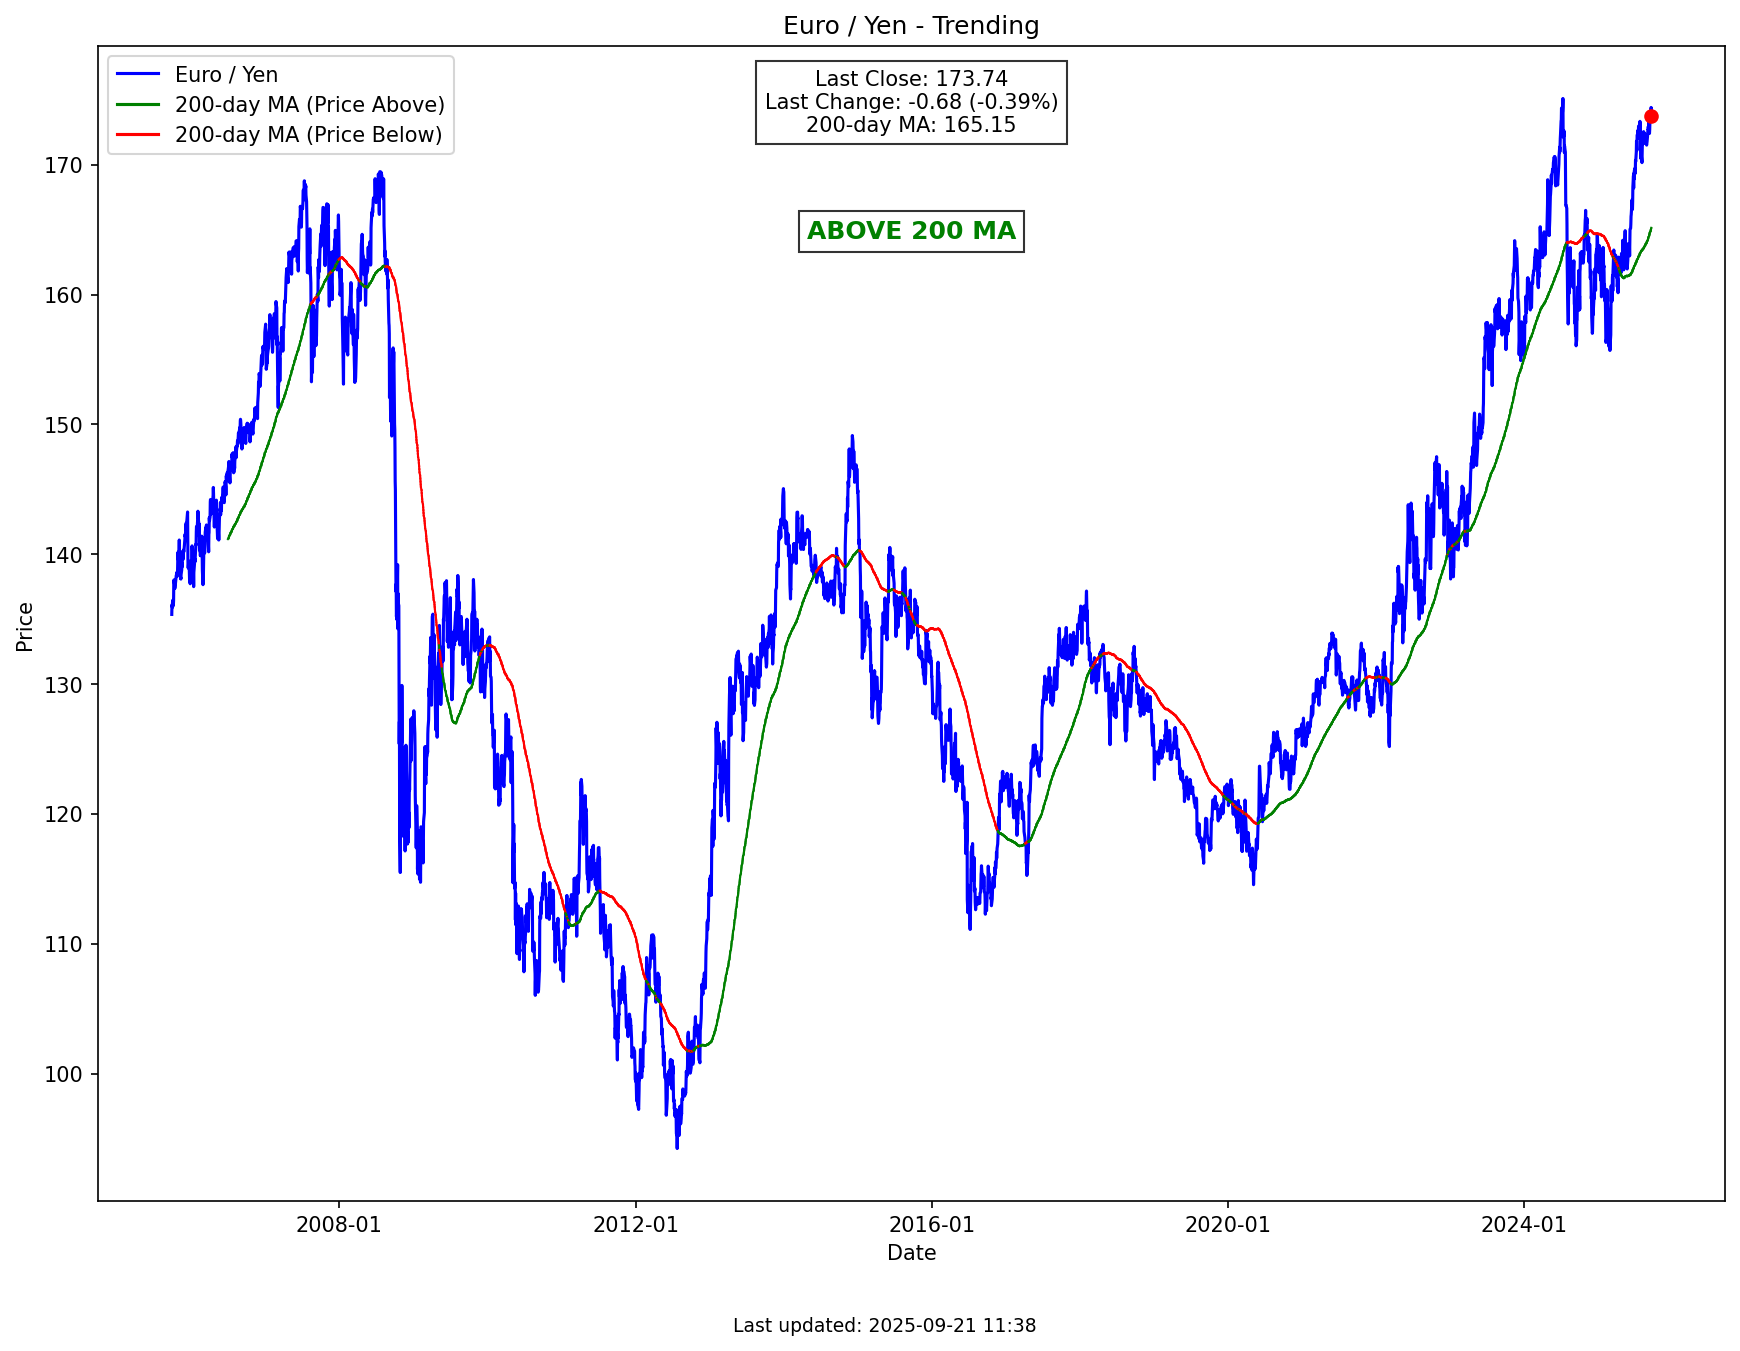 Euro / Yen - Trending
Euro / Yen
200-day MA (Price Above)
200-day MA (Price Below)
Last Close: 173.74
Last Change: -0.68 (-0.39%)
200-day MA: 165.15
ABOVE 200 MA
Price
170
160
150
140
130
120
110
100
2008-01
2012-01
2016-01
2020-01
2024-01
Date
Last updated: 2025-09-21 11:38